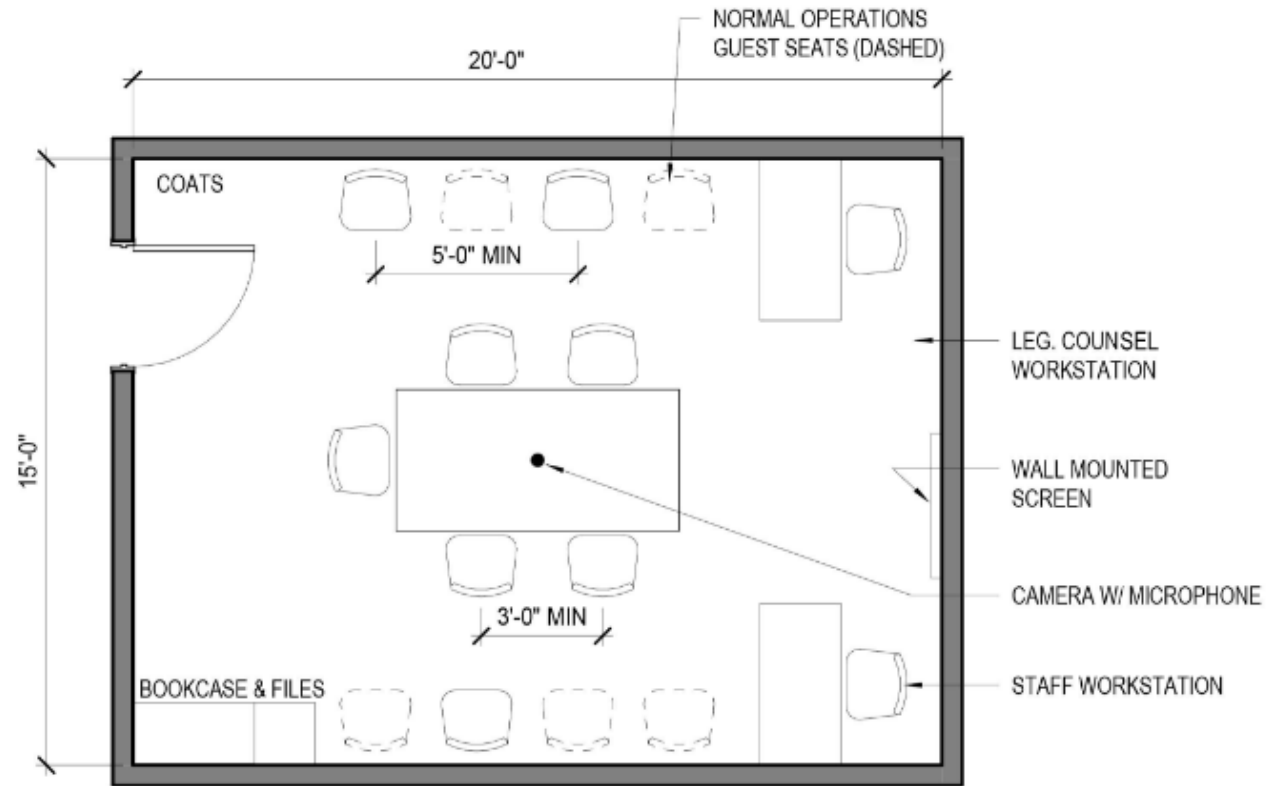 NORMAL OPERATIONS
GUEST SEATS (DASHED)
20'-0"
COATS
5'-0" MIN
LEG. COUNSEL
WORKSTATION
15'-0"
WALL MOUNTED
SCREEN
CAMERA W/ MICROPHONE
3'-0" MIN
BOOKCASE & FILES
STAFF WORKSTATION